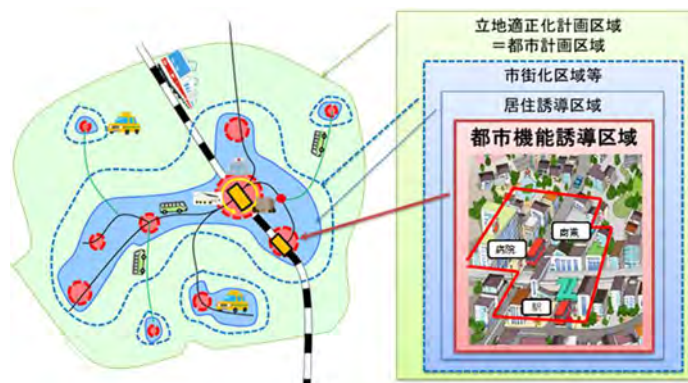 立地適正化計画区域
＝都市計画区域
市街化区域等
居住誘導区域
都市機能誘導区域
病院
商業
駅